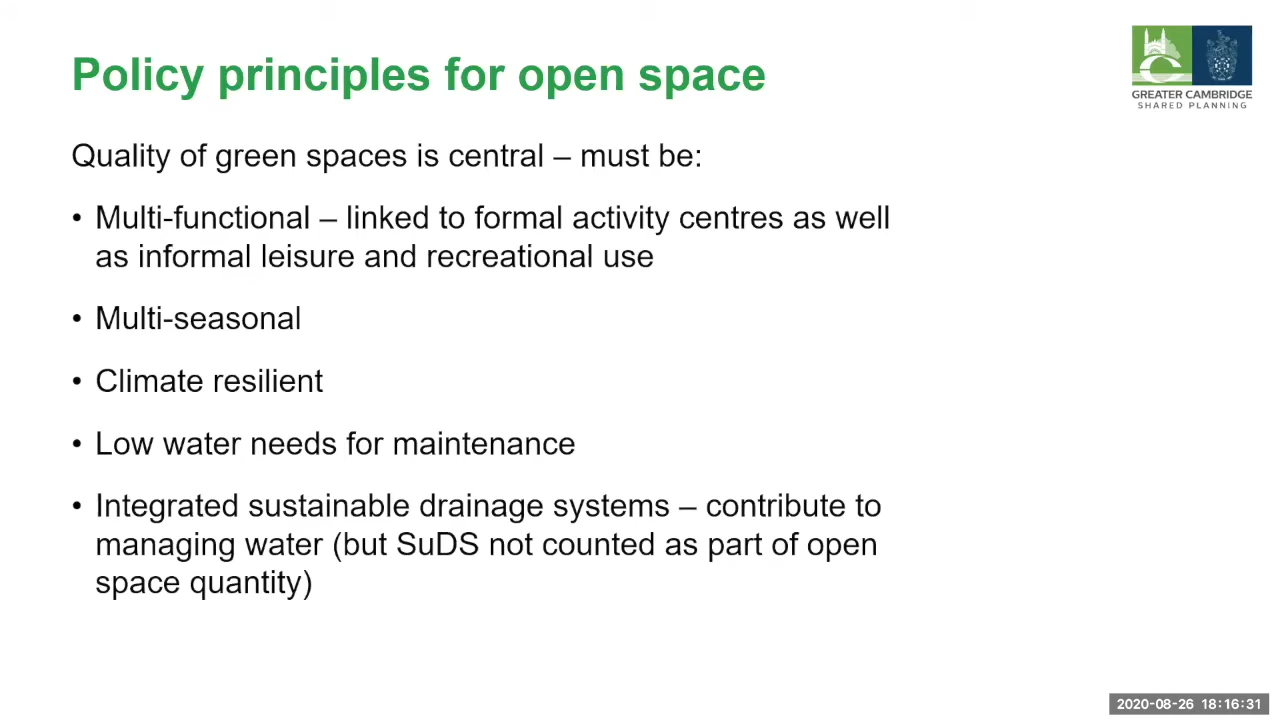 Policy principles for open space
GREATER CAMBRIDGE
SHARED PLANNING
Quality of green spaces is central – must be:
• Multi-functional – linked to formal activity centres as well
as informal leisure and recreational use
• Multi-seasonal
• Climate resilient
• Low water needs for maintenance
• Integrated sustainable drainage systems – contribute to
managing water (but SuDS not counted as part of open
space quantity)
2020-08-26 18:16:31